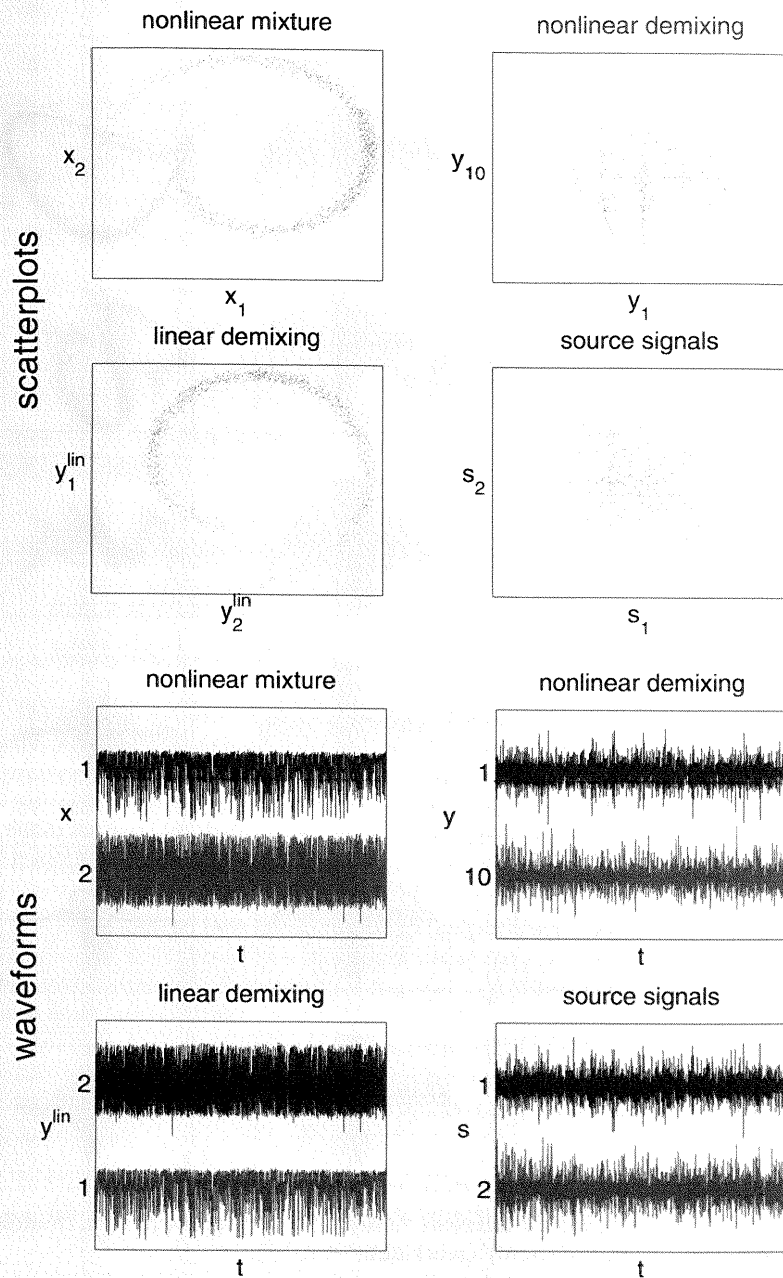 scatterplots
nonlinear mixture
x2
x1
nonlinear demixing
y10
y1
linear demixing
y1lin
y2lin
source signals
s2
s1
waveforms
nonlinear mixture
1
x
2
t
nonlinear demixing
1
y
10
t
linear demixing
2
ylin
1
t
source signals
1
s
2
t